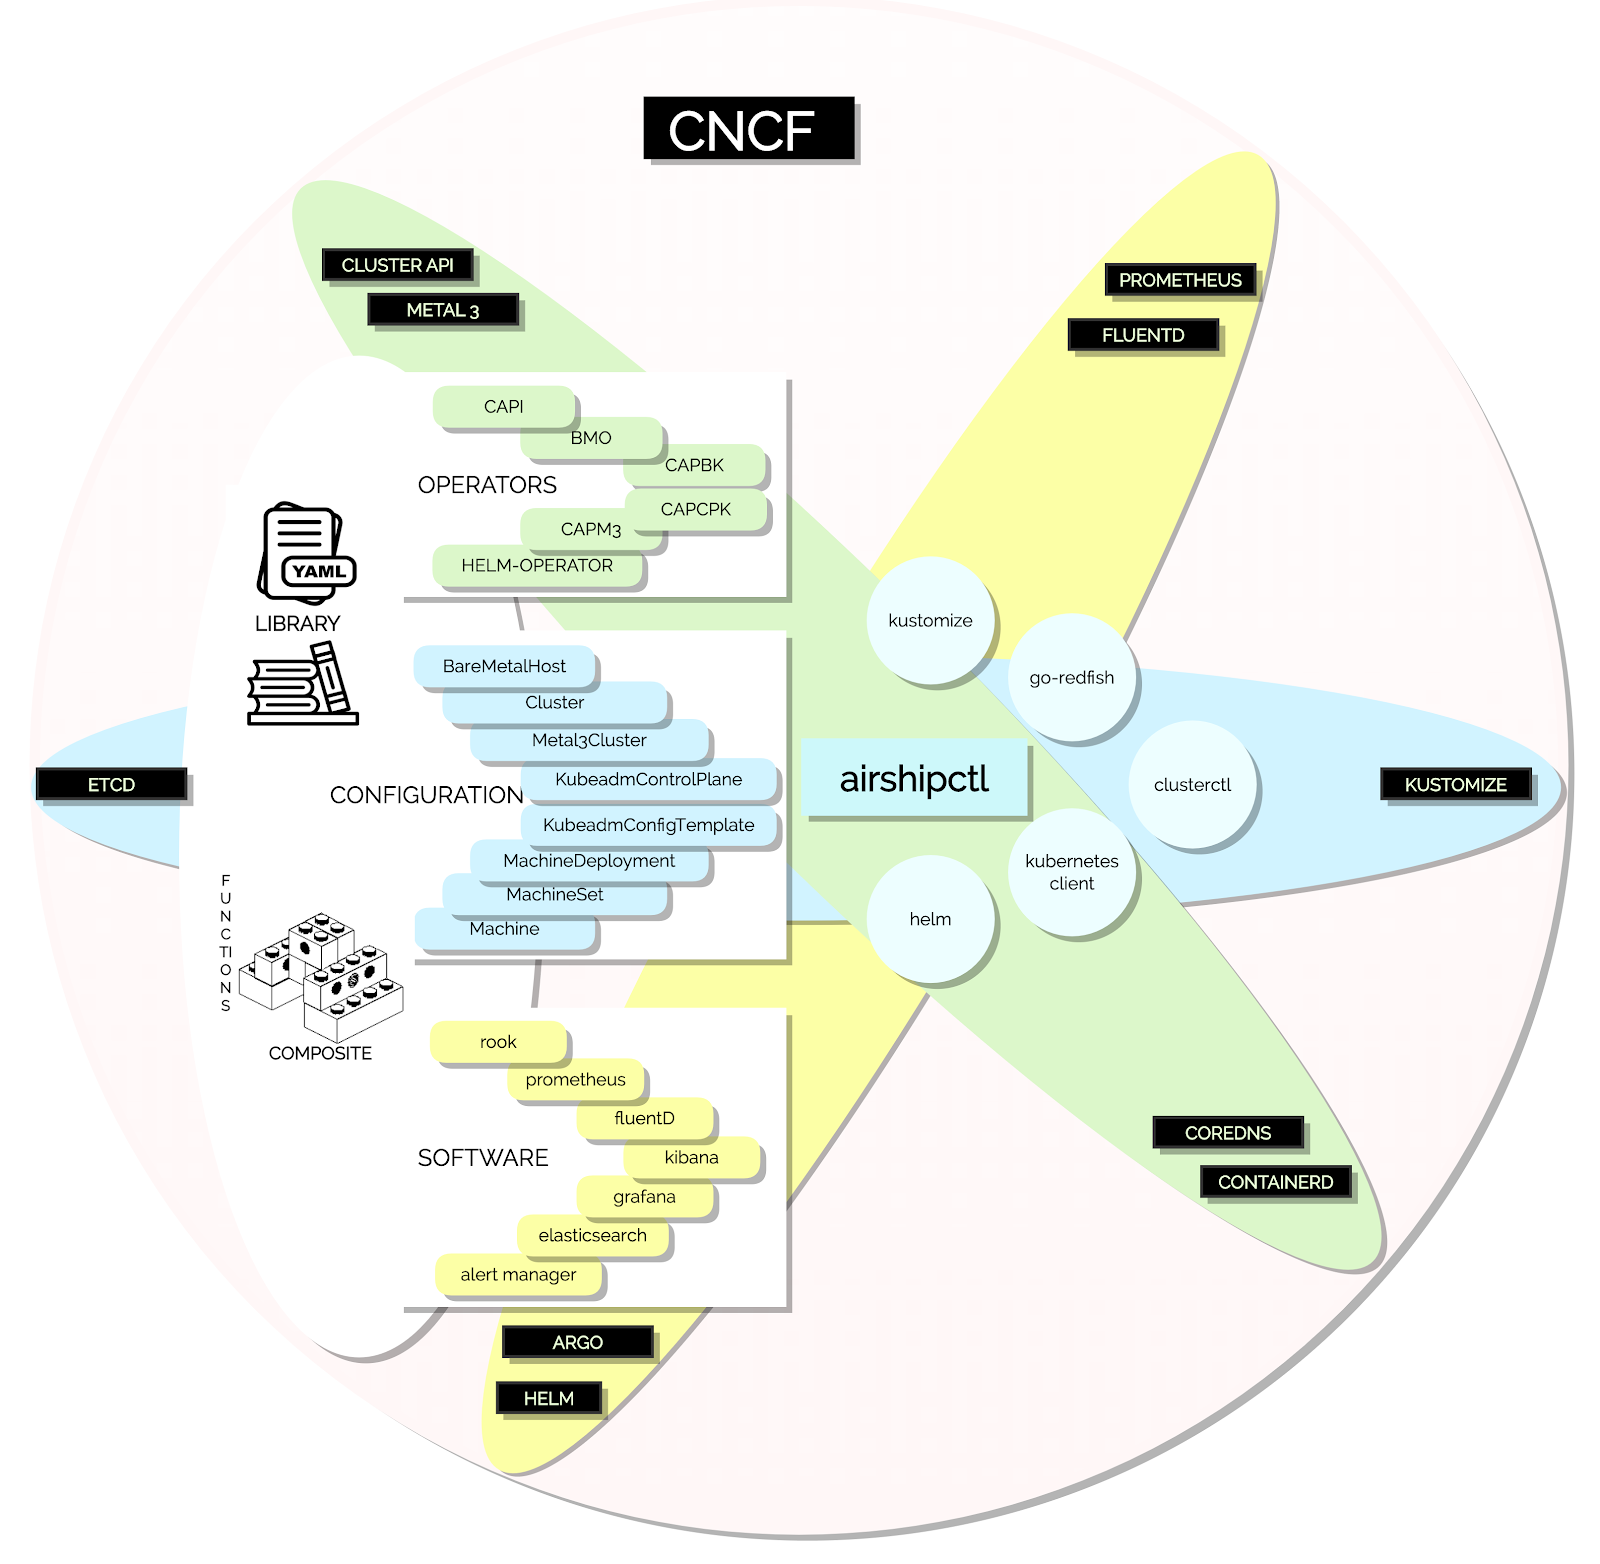 CNCF
CLUSTER API
METAL 3
PROMETHEUS
FLUENTD
CAPI
BMO
CAPBK
OPERATORS
CAPCPK
CAPM3
HELM-OPERATOR
YAML
LIBRARY
BareMetalHost
Cluster
Metal3Cluster
KubeadmControlPlane
CONFIGURATION
KubeadmConfigTemplate
MachineDeployment
MachineSet
Machine
ETCD
FUNCTIONS
COMPOSITE
rook
prometheus
fluentD
kibana
SOFTWARE
grafana
elasticsearch
alert manager
airshipctl
kustomize
go-redfish
clusterctl
kubernetes
client
helm
KUSTOMIZE
COREDNS
CONTAINERD
ARGO
HELM